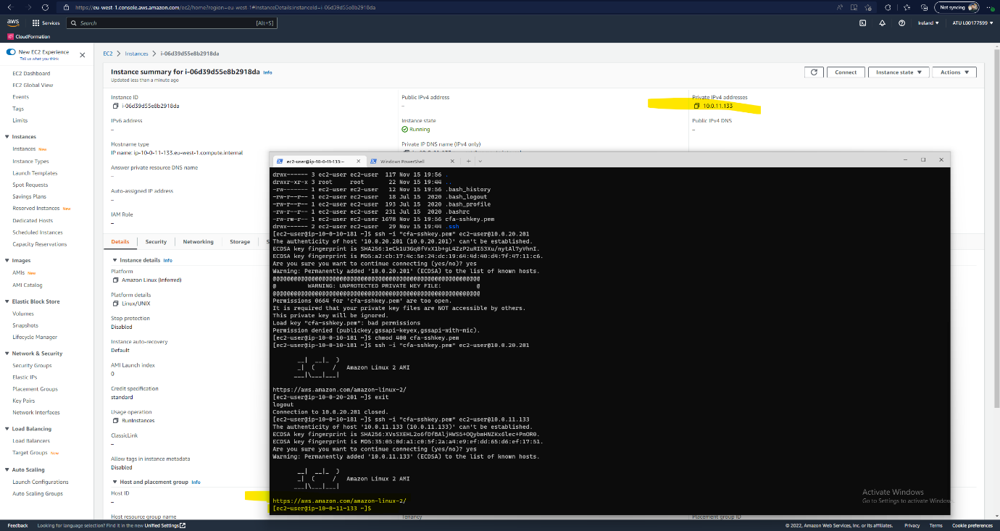 https://eu-west-1.console.aws.amazon.com/ec2/home?region=eu-west-1#InstanceDetails:instanceId=i-06d39d55e8b2918da
Not syncing
aws
Services
Search
[Alt+S]
Ireland ▼
ATU L00177599 ▼
CloudFormation
New EC2 Experience
Tell us what you think
EC2 Dashboard
EC2 Global View
Events
Tags
Limits
▼ Instances
Instances New
Instance Types
Launch Templates
Spot Requests
Savings Plans
Reserved Instances New
Dedicated Hosts
Scheduled Instances
Capacity Reservations
▼ Images
AMIs New
AMI Catalog
▼ Elastic Block Store
Volumes
Snapshots
Lifecycle Manager
▼ Network & Security
Security Groups
Elastic IPs
Placement Groups
Key Pairs
Network Interfaces
▼ Load Balancing
Load Balancers
Target Groups New
▼ Auto Scaling
Launch Configurations
Auto Scaling Groups
EC2 > Instances > i-06d39d55e8b2918da
Instance summary for i-06d39d55e8b2918da Info
Updated less than a minute ago
Connect
Instance state ▼
Actions ▼
Instance ID
i-06d39d55e8b2918da
IPv6 address
–
Hostname type
IP name: ip-10-0-11-133.eu-west-1.compute.internal
Answer private resource DNS name
–
Auto-assigned IP address
–
IAM Role
–
Public IPv4 address
–
Instance state
Running
Private IP DNS name (IPv4 only)
Private IPv4 addresses
10.0.11.133
Public IPv4 DNS
–
Details
Security
Networking
Storage
▼ Instance details Info
Platform
Amazon Linux (Inferred)
Platform details
Linux/UNIX
Stop protection
Disabled
Instance auto-recovery
Default
AMI Launch index
0
Credit specification
standard
Usage operation
RunInstances
ClassicLink
–
Allow tags in instance metadata
Disabled
▼ Host and placement group Info
Host ID
–
Host resource group name
Tenancy
Placement group ID
ec2-user@ip-10-0-11-133:~
Windows PowerShell
drwx------ 3 ec2-user ec2-user  117 Nov 15 19:56 .
drwxr-xr-x 3 root     root       22 Nov 15 19:44 ..
-rw------- 1 ec2-user ec2-user   12 Nov 15 19:56 .bash_history
-rw-r--r-- 1 ec2-user ec2-user   18 Jul 15  2020 .bash_logout
-rw-r--r-- 1 ec2-user ec2-user  193 Jul 15  2020 .bash_profile
-rw-r--r-- 1 ec2-user ec2-user  231 Jul 15  2020 .bashrc
-rw-rw-r-- 1 ec2-user ec2-user 1678 Nov 15 19:56 cfa-sshkey.pem
drwx------ 2 ec2-user ec2-user   29 Nov 15 19:44 .ssh
[ec2-user@ip-10-0-10-181 ~]$ ssh -i "cfa-sshkey.pem" ec2-user@10.0.20.201
The authenticity of host '10.0.20.201 (10.0.20.201)' can't be established.
ECDSA key fingerprint is SHA256:1eCk1U3Gq8fVxX1b+gL4ZzP2uRI53Xu/nytAl7yVhnI.
ECDSA key fingerprint is MD5:a2:cb:17:4c:5e:24:dc:19:64:4d:40:d4:7f:47:11:c6.
Are you sure you want to continue connecting (yes/no)? yes
Warning: Permanently added '10.0.20.201' (ECDSA) to the list of known hosts.
@@@@@@@@@@@@@@@@@@@@@@@@@@@@@@@@@@@@@@@@@@@@@@@@@@@@@@@@@@@
@         WARNING: UNPROTECTED PRIVATE KEY FILE!          @
@@@@@@@@@@@@@@@@@@@@@@@@@@@@@@@@@@@@@@@@@@@@@@@@@@@@@@@@@@@
Permissions 0664 for 'cfa-sshkey.pem' are too open.
It is required that your private key files are NOT accessible by others.
This private key will be ignored.
Load key "cfa-sshkey.pem": bad permissions
Permission denied (publickey,gssapi-keyex,gssapi-with-mic).
[ec2-user@ip-10-0-10-181 ~]$ chmod 400 cfa-sshkey.pem
[ec2-user@ip-10-0-10-181 ~]$ ssh -i "cfa-sshkey.pem" ec2-user@10.0.20.201
__|  __|_  )
_|  (     /   Amazon Linux 2 AMI
___|\___|___|
https://aws.amazon.com/amazon-linux-2/
[ec2-user@ip-10-0-20-201 ~]$ exit
logout
Connection to 10.0.20.201 closed.
[ec2-user@ip-10-0-10-181 ~]$ ssh -i "cfa-sshkey.pem" ec2-user@10.0.11.133
The authenticity of host '10.0.11.133 (10.0.11.133)' can't be established.
ECDSA key fingerprint is SHA256:XVsSXEHL2o6fDfBAljHWS5+OQybmHNZKx6lec+PnOR0.
ECDSA key fingerprint is MD5:35:05:0d:a1:c0:5f:2a:a4:e9:ef:dd:65:d6:ef:17:51.
Are you sure you want to continue connecting (yes/no)? yes
Warning: Permanently added '10.0.11.133' (ECDSA) to the list of known hosts.
__|  __|_  )
_|  (     /   Amazon Linux 2 AMI
___|\___|___|
https://aws.amazon.com/amazon-linux-2/
[ec2-user@ip-10-0-11-133 ~]$
Activate Windows
Go to Settings to activate Windows.
Feedback
Looking for language selection? Find it in the new Unified Settings
© 2022, Amazon Web Services, Inc. or its affiliates.
Privacy
Terms
Cookie preferences